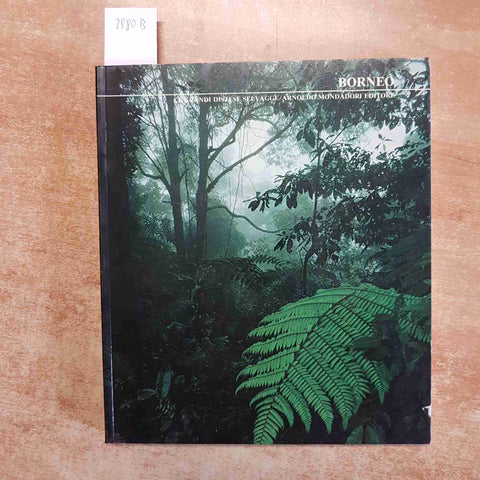 2980 B
BORNEO
LE GRANDI DISTESE SELVAGGE/ARNOLDO MONDADORI EDITORE